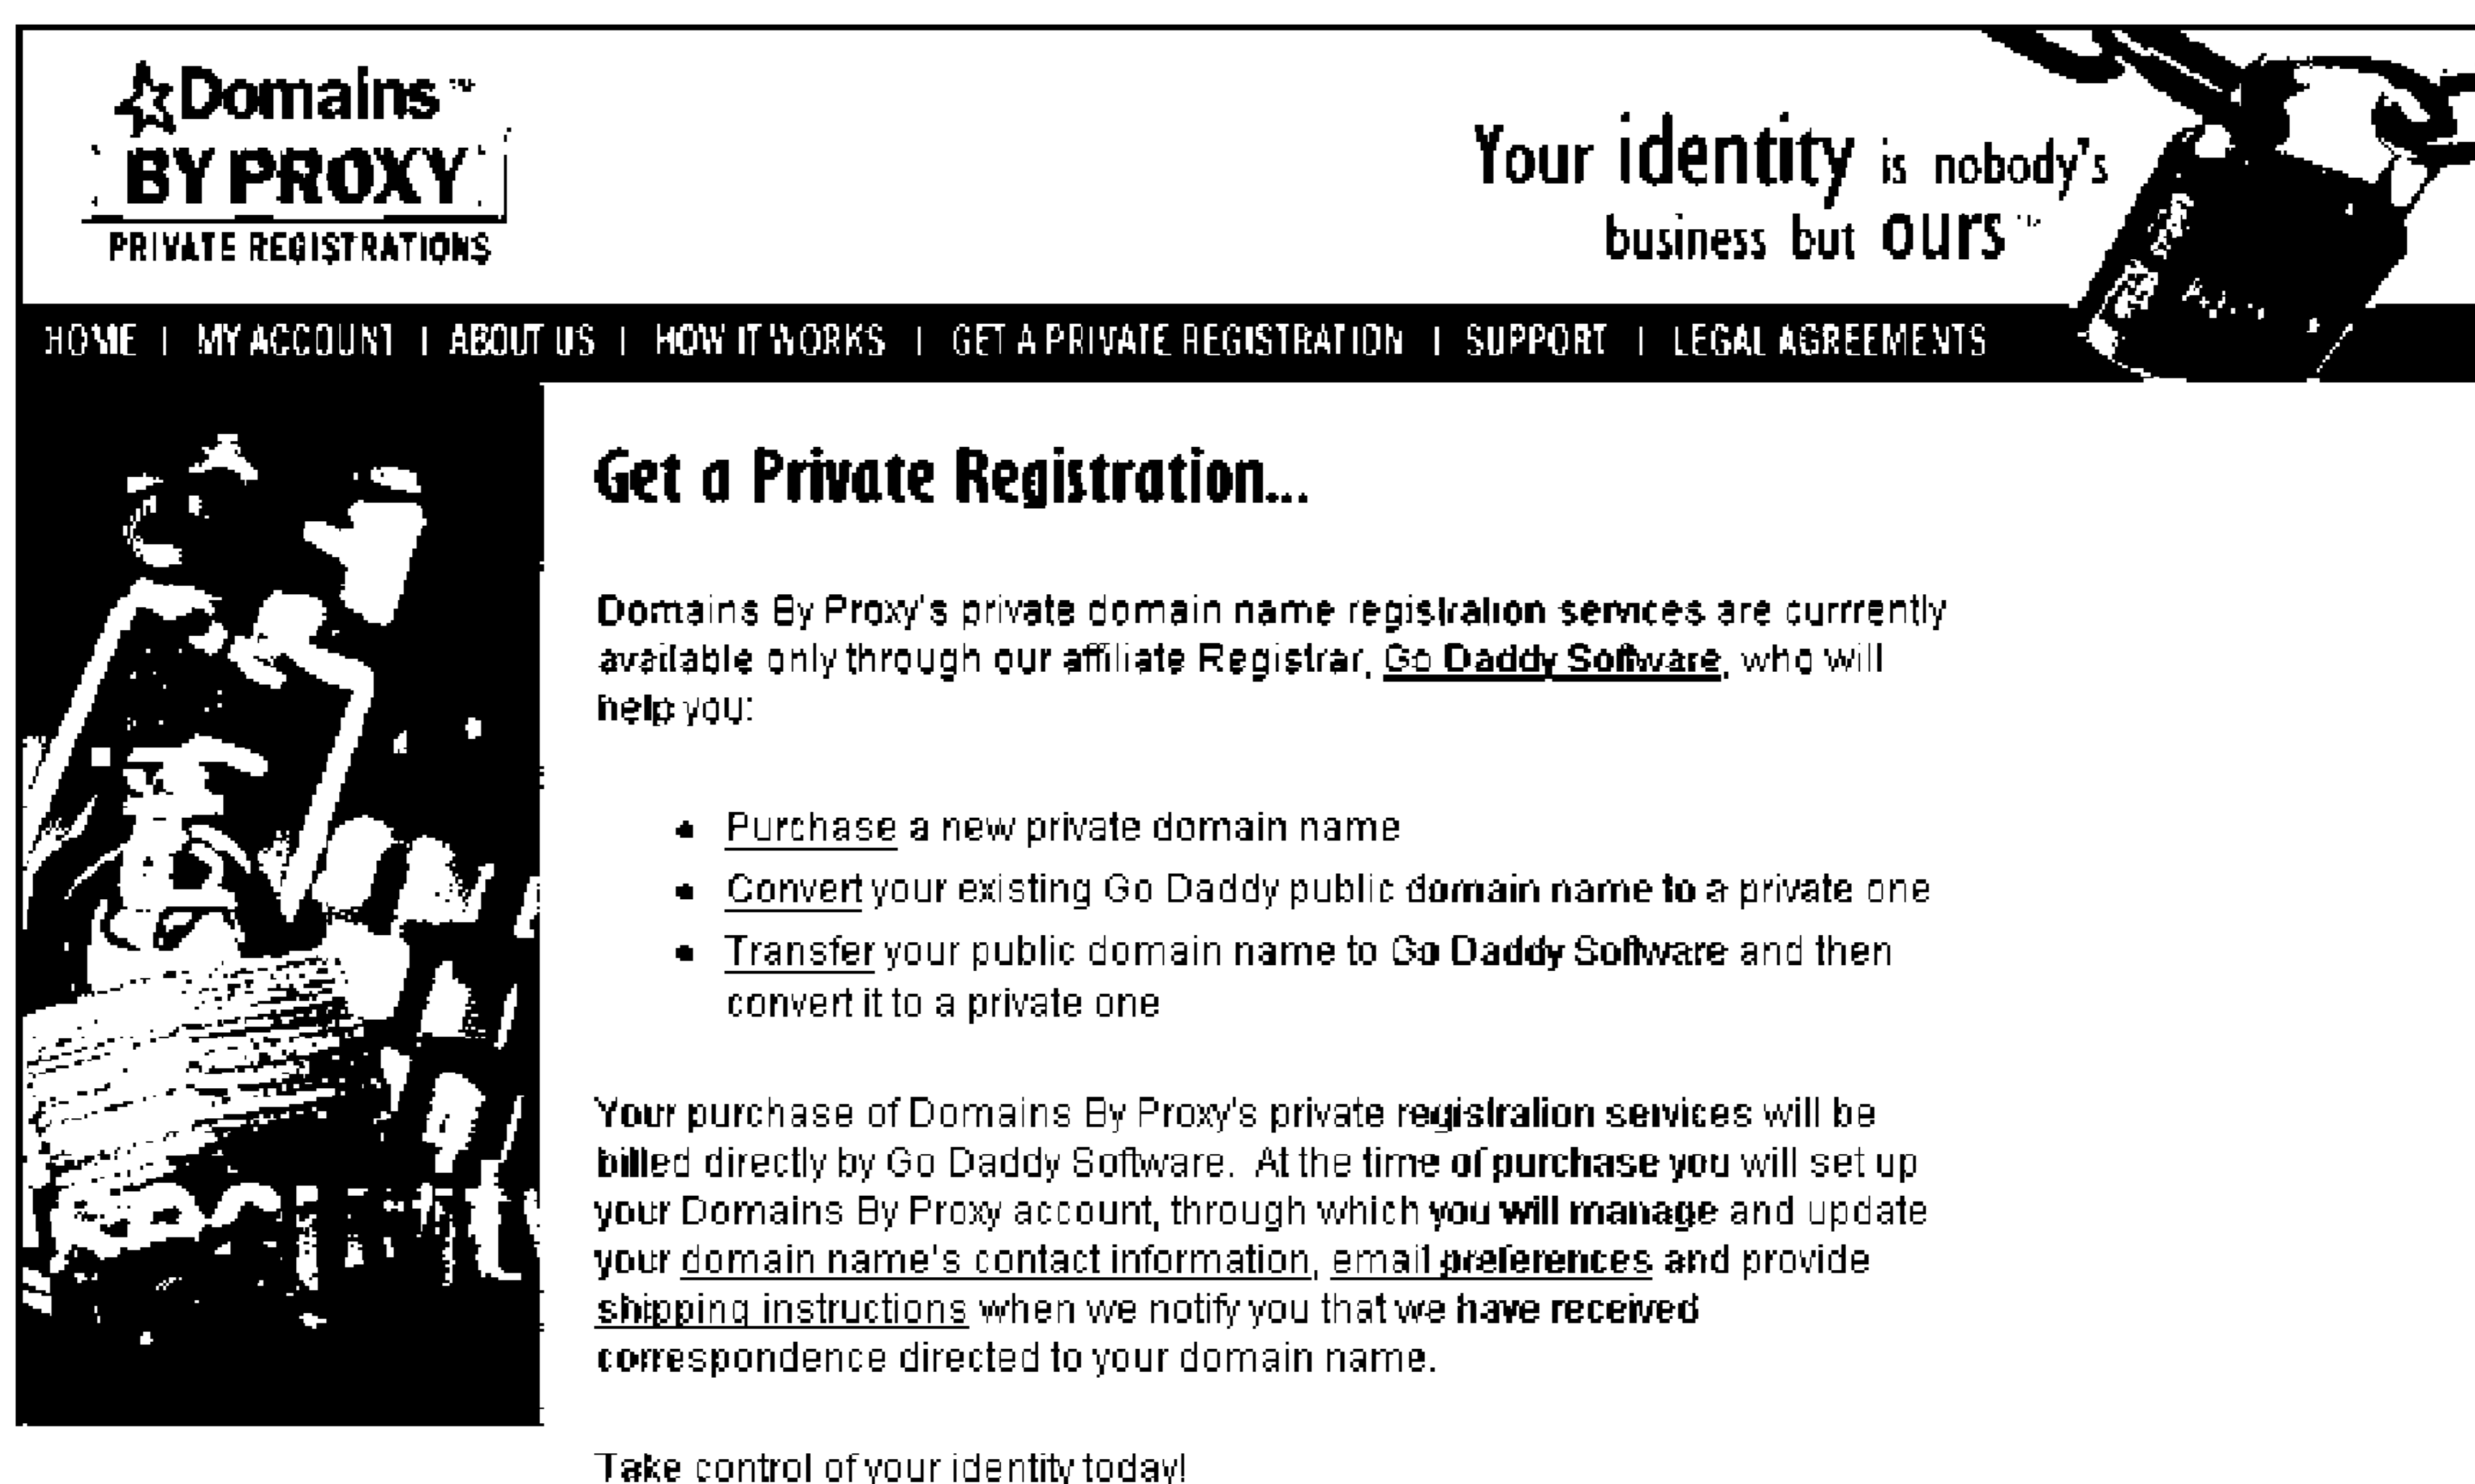 Domains™
BY PROXY
PRIVATE REGISTRATIONS
Your identity is nobody's
business but ours™
HOME | MY ACCOUNT | ABOUT US | HOW IT WORKS | GET A PRIVATE REGISTRATION | SUPPORT | LEGAL AGREEMENTS
Get a Private Registration...
Domains By Proxy's private domain name registration services are currrently
available only through our affiliate Registrar, Go Daddy Software, who will
help you:
• Purchase a new private domain name
• Convert your existing Go Daddy public domain name to a private one
• Transfer your public domain name to Go Daddy Software and then
convert it to a private one
Your purchase of Domains By Proxy's private registration services will be
billed directly by Go Daddy Software. At the time of purchase you will set up
your Domains By Proxy account, through which you will manage and update
your domain name's contact information, email preferences and provide
shipping instructions when we notify you that we have received
correspondence directed to your domain name.
Take control of your identity today!